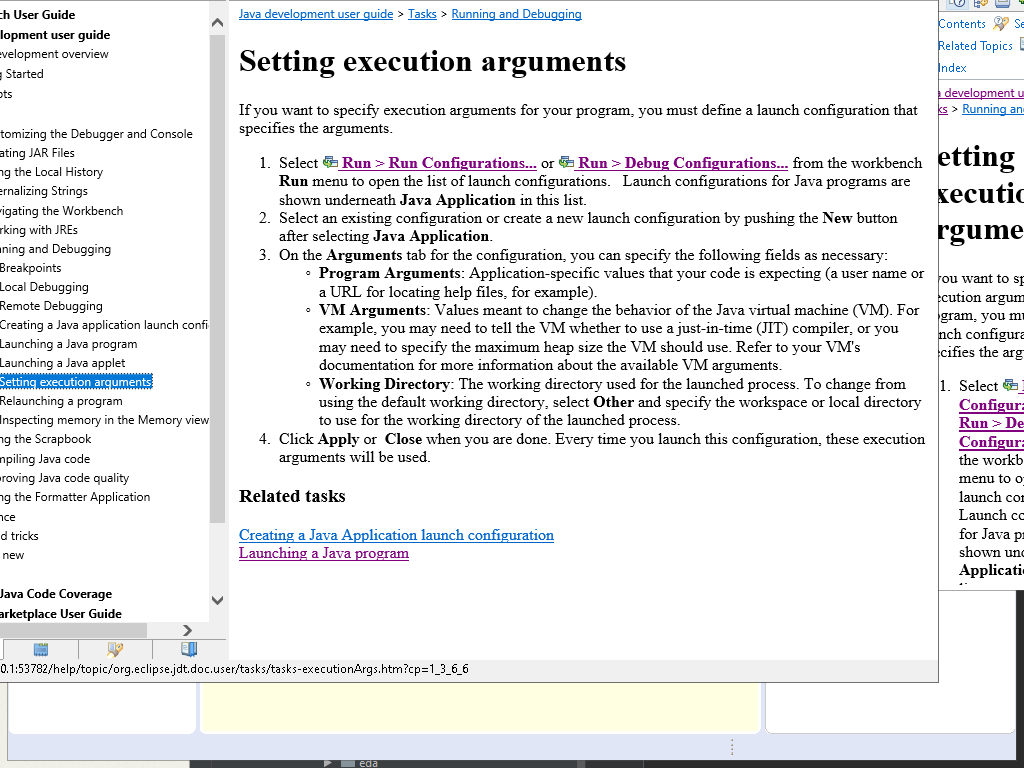 ch User Guide
elopment user guide
evelopment overview
g Started
pts
tomizing the Debugger and Console
ating JAR Files
ng the Local History
ernalizing Strings
vigating the Workbench
rking with JREs
ning and Debugging
Breakpoints
Local Debugging
Remote Debugging
Creating a Java application launch confi
Launching a Java program
Launching a Java applet
Setting execution arguments
Relaunching a program
Inspecting memory in the Memory view
ng the Scrapbook
mpiling Java code
roving Java code quality
ng the Formatter Application
nce
d tricks
new
Java Code Coverage
arketplace User Guide
Java development user guide > Tasks > Running and Debugging
Setting execution arguments
If you want to specify execution arguments for your program, you must define a launch configuration that
specifies the arguments.
1. Select Run > Run Configurations... or Run > Debug Configurations... from the workbench
Run menu to open the list of launch configurations. Launch configurations for Java programs are
shown underneath Java Application in this list.
2. Select an existing configuration or create a new launch configuration by pushing the New button
after selecting Java Application.
3. On the Arguments tab for the configuration, you can specify the following fields as necessary:
◦ Program Arguments: Application-specific values that your code is expecting (a user name or
a URL for locating help files, for example).
◦ VM Arguments: Values meant to change the behavior of the Java virtual machine (VM). For
example, you may need to tell the VM whether to use a just-in-time (JIT) compiler, or you
may need to specify the maximum heap size the VM should use. Refer to your VM's
documentation for more information about the available VM arguments.
◦ Working Directory: The working directory used for the launched process. To change from
using the default working directory, select Other and specify the workspace or local directory
to use for the working directory of the launched process.
4. Click Apply or Close when you are done. Every time you launch this configuration, these execution
arguments will be used.
Related tasks
Creating a Java Application launch configuration
Launching a Java program
0.1:53782/help/topic/org.eclipse.jdt.doc.user/tasks/tasks-executionArgs.htm?cp=1_3_6_6
Contents Se
Related Topics
Index
a development u
ks > Running and
etting
xecutio
rgume
you want to sp
ecution argum
ogram, you mu
nch configura
ecifies the arg
1. Select
Configura
Run > De
Configura
the workb
menu to op
launch con
Launch co
for Java pr
shown und
Applicatio
eda